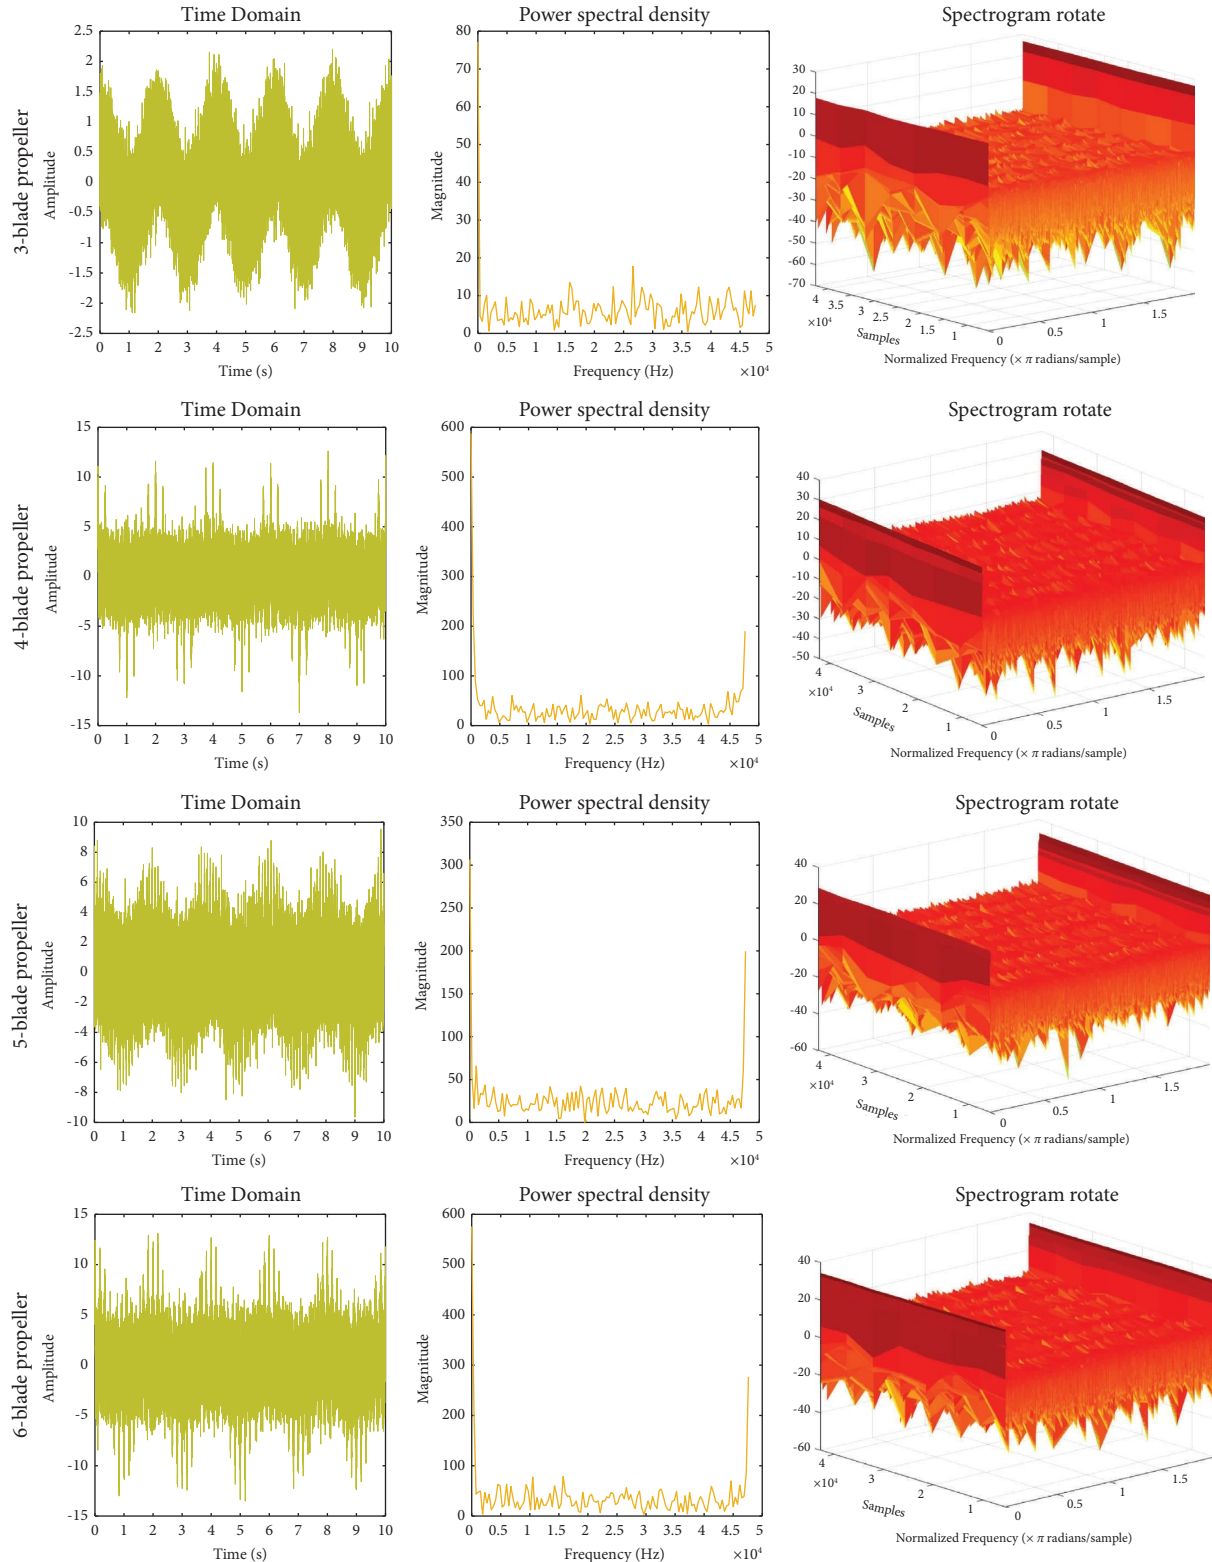 Time Domain
Power spectral density
Spectrogram rotate
3-blade propeller
Amplitude
2.5
2
1.5
1
0.5
0
-0.5
-1
-1.5
-2
-2.5
0 1 2 3 4 5 6 7 8 9 10
Time (s)
Magnitude
80
70
60
50
40
30
20
10
0
0 0.5 1 1.5 2 2.5 3 3.5 4 4.5 5
Frequency (Hz)
×10⁴
30
20
10
0
-10
-20
-30
-40
-50
-60
-70
4 3.5 3 2.5 2 1.5 1
×10⁴
Samples
0 0.5 1 1.5
Normalized Frequency (× π radians/sample)
Time Domain
Power spectral density
Spectrogram rotate
4-blade propeller
Amplitude
15
10
5
0
-5
-10
-15
0 1 2 3 4 5 6 7 8 9 10
Time (s)
Magnitude
600
500
400
300
200
100
0
0 0.5 1 1.5 2 2.5 3 3.5 4 4.5 5
Frequency (Hz)
×10⁴
40
30
20
10
0
-10
-20
-30
-40
-50
4 3 2 1
×10⁴
Samples
0 0.5 1 1.5
Normalized Frequency (× π radians/sample)
Time Domain
Power spectral density
Spectrogram rotate
5-blade propeller
Amplitude
10
8
6
4
2
0
-2
-4
-6
-8
-10
0 1 2 3 4 5 6 7 8 9 10
Time (s)
Magnitude
350
300
250
200
150
100
50
0
0 0.5 1 1.5 2 2.5 3 3.5 4 4.5 5
Frequency (Hz)
×10⁴
40
20
0
-20
-40
-60
4 3 2 1
×10⁴
Samples
0 0.5 1 1.5
Normalized Frequency (× π radians/sample)
Time Domain
Power spectral density
Spectrogram rotate
6-blade propeller
Amplitude
15
10
5
0
-5
-10
-15
0 1 2 3 4 5 6 7 8 9 10
Time (s)
Magnitude
600
500
400
300
200
100
0
0 0.5 1 1.5 2 2.5 3 3.5 4 4.5 5
Frequency (Hz)
×10⁴
40
20
0
-20
-40
-60
4 3 2 1
×10⁴
Samples
0 0.5 1 1.5
Normalized Frequency (× π radians/sample)